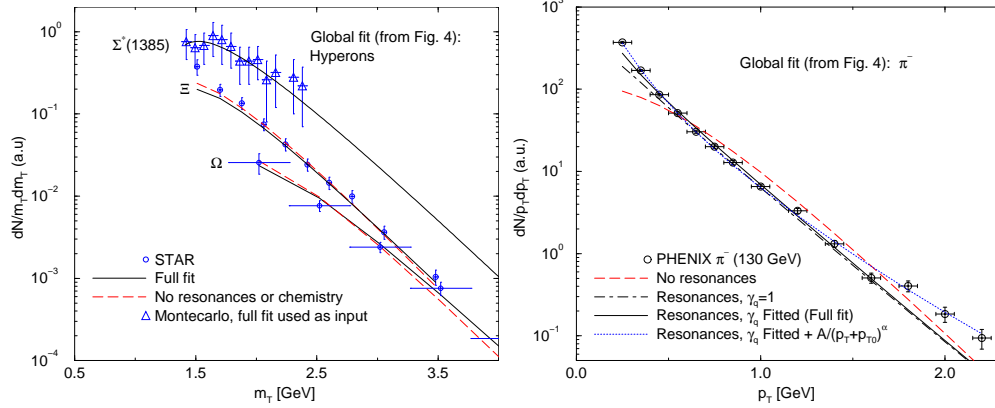 10^0
10^-1
10^-2
10^-3
10^-4
dN/m_Tdm_T (a.u)
Σ*(1385)
Ξ
Ω
Global fit (from Fig. 4):
Hyperons
STAR
Full fit
No resonances or chemistry
Montecarlo, full fit used as input
0.5 1.5 2.5 3.5
m_T [GeV]
10^3
10^2
10^1
10^0
10^-1
dN/p_Tdp_T (a.u.)
Global fit (from Fig. 4): π^-
PHENIX π^- (130 GeV)
No resonances
Resonances, γ_q=1
Resonances, γ_q Fitted (Full fit)
Resonances, γ_q Fitted + A/(p_T+p_T0)^α
0.0 1.0 2.0
p_T [GeV]